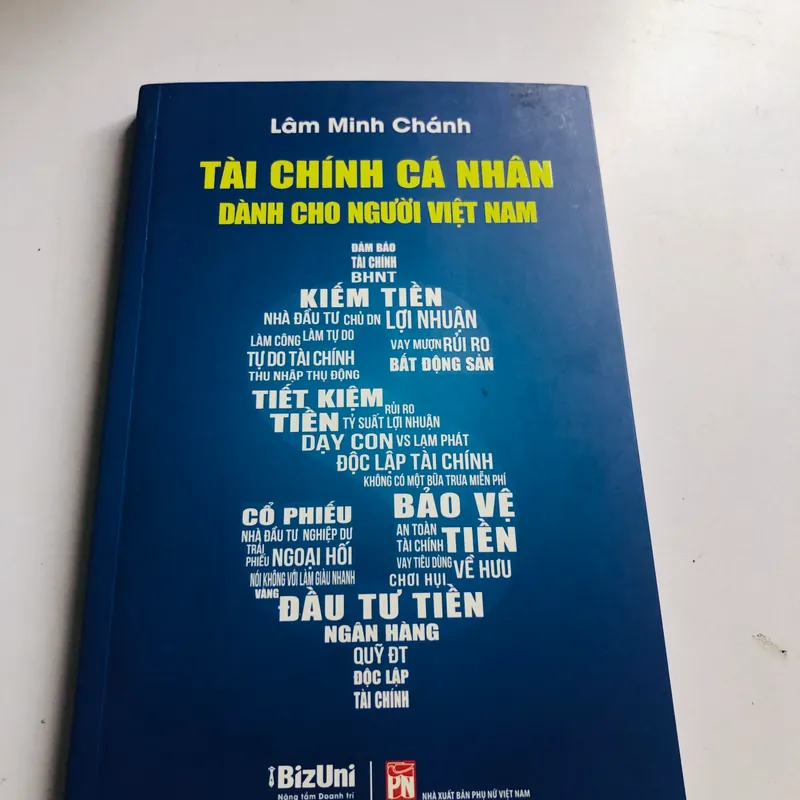 Lâm Minh Chánh
TÀI CHÍNH CÁ NHÂN
DÀNH CHO NGƯỜI VIỆT NAM
ĐẢM BẢO
TÀI CHÍNH
BHNT
KIẾM TIỀN
NHÀ ĐẦU TƯ CHỦ DN LỢI NHUẬN
LÀM CÔNG LÀM TỰ DO VAY MƯỢN RỦI RO
TỰ DO TÀI CHÍNH BẤT ĐỘNG SẢN
THU NHẬP THỤ ĐỘNG
TIẾT KIỆM RỦI RO
TIỀN TỶ SUẤT LỢI NHUẬN
DẠY CON VS LẠM PHÁT
ĐỘC LẬP TÀI CHÍNH
KHÔNG CÓ MỘT BỮA TRƯA MIỄN PHÍ
CỔ PHIẾU BẢO VỆ
NHÀ ĐẦU TƯ NGHIỆP DƯ AN TOÀN TÀI CHÍNH TIỀN
TRÁI PHIẾU NGOẠI HỐI VAY TIÊU DÙNG VỀ HƯU
NÓI KHÔNG VỚI LÀM GIÀU NHANH CHƠI HỤI
VÀNG ĐẦU TƯ TIỀN
NGÂN HÀNG
QUỸ ĐT
ĐỘC LẬP
TÀI CHÍNH
BizUni
Nâng tầm Doanh trí
PN
NHÀ XUẤT BẢN PHỤ NỮ VIỆT NAM